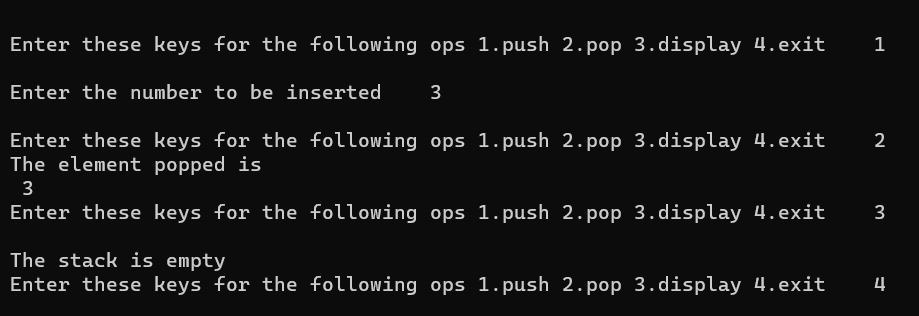 Enter these keys for the following ops 1.push 2.pop 3.display 4.exit    1
Enter the number to be inserted    3
Enter these keys for the following ops 1.push 2.pop 3.display 4.exit    2
The element popped is
 3
Enter these keys for the following ops 1.push 2.pop 3.display 4.exit    3
The stack is empty
Enter these keys for the following ops 1.push 2.pop 3.display 4.exit    4